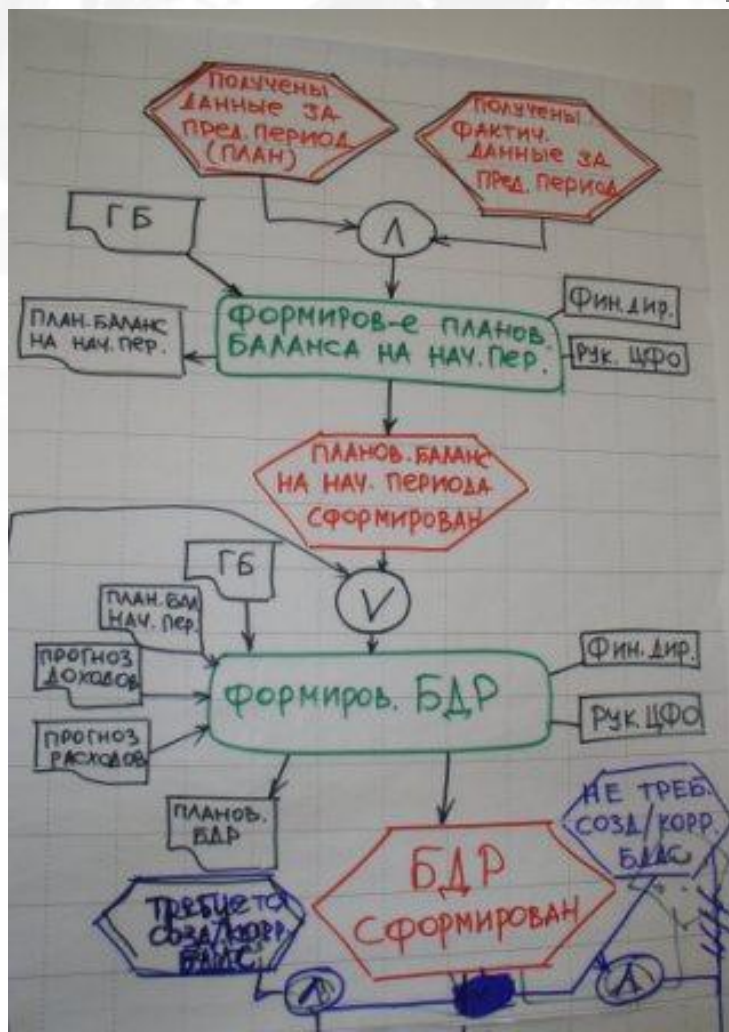 ПОЛУЧЕНЫ
ДАННЫЕ ЗА
ПРЕД. ПЕРИОД
(ПЛАН)
ПОЛУЧЕНЫ
ФАКТИЧ.
ДАННЫЕ ЗА
ПРЕД. ПЕРИОД
ГБ
Λ
ПЛАН. БАЛАНС
НА НАЧ. ПЕР.
ФОРМИРОВ-Е ПЛАНОВ.
БАЛАНСА НА НАЧ. ПЕР.
ФИН. ДИР.
РУК. ЦФО
ПЛАНОВ. БАЛАНС
НА НАЧ. ПЕРИОДА
СФОРМИРОВАН
ГБ
V
ПЛАН. БАЛ
НАЧ. ПЕР.
ПРОГНОЗ
ДОХОДОВ
ПРОГНОЗ
РАСХОДОВ
ФОРМИРОВ. БДР
ФИН. ДИР.
РУК. ЦФО
ПЛАНОВ.
БДР
НЕ ТРЕБ.
СОЗД/КОРР.
БДДС
БДР
СФОРМИРОВАН
ТРЕБУЕТСЯ
СОЗД/КОРР.
БДДС
Λ
Λ